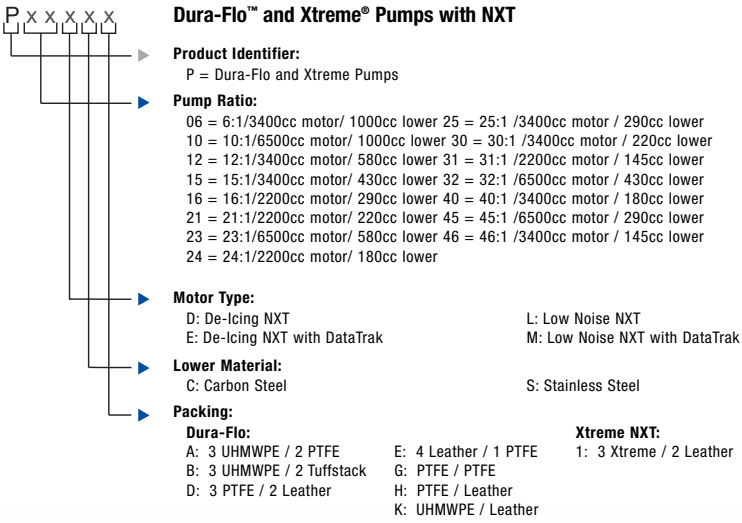 P x x x x x
Dura-Flo™ and Xtreme® Pumps with NXT
Product Identifier:
P = Dura-Flo and Xtreme Pumps
Pump Ratio:
06 = 6:1/3400cc motor/ 1000cc lower 25 = 25:1 /3400cc motor / 290cc lower
10 = 10:1/6500cc motor/ 1000cc lower 30 = 30:1 /3400cc motor / 220cc lower
12 = 12:1/3400cc motor/ 580cc lower 31 = 31:1 /2200cc motor / 145cc lower
15 = 15:1/3400cc motor/ 430cc lower 32 = 32:1 /6500cc motor / 430cc lower
16 = 16:1/2200cc motor/ 290cc lower 40 = 40:1 /3400cc motor / 180cc lower
21 = 21:1/2200cc motor/ 220cc lower 45 = 45:1 /6500cc motor / 290cc lower
23 = 23:1/6500cc motor/ 580cc lower 46 = 46:1 /3400cc motor / 145cc lower
24 = 24:1/2200cc motor/ 180cc lower
Motor Type:
D: De-Icing NXT L: Low Noise NXT
E: De-Icing NXT with DataTrak M: Low Noise NXT with DataTrak
Lower Material:
C: Carbon Steel S: Stainless Steel
Packing:
Dura-Flo: Xtreme NXT:
A: 3 UHMWPE / 2 PTFE E: 4 Leather / 1 PTFE 1: 3 Xtreme / 2 Leather
B: 3 UHMWPE / 2 Tuffstack G: PTFE / PTFE
D: 3 PTFE / 2 Leather H: PTFE / Leather
K: UHMWPE / Leather